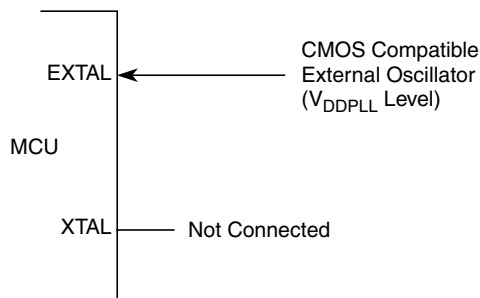 CMOS Compatible
EXTAL External Oscillator
(VDDPLL Level)
MCU
XTAL Not Connected